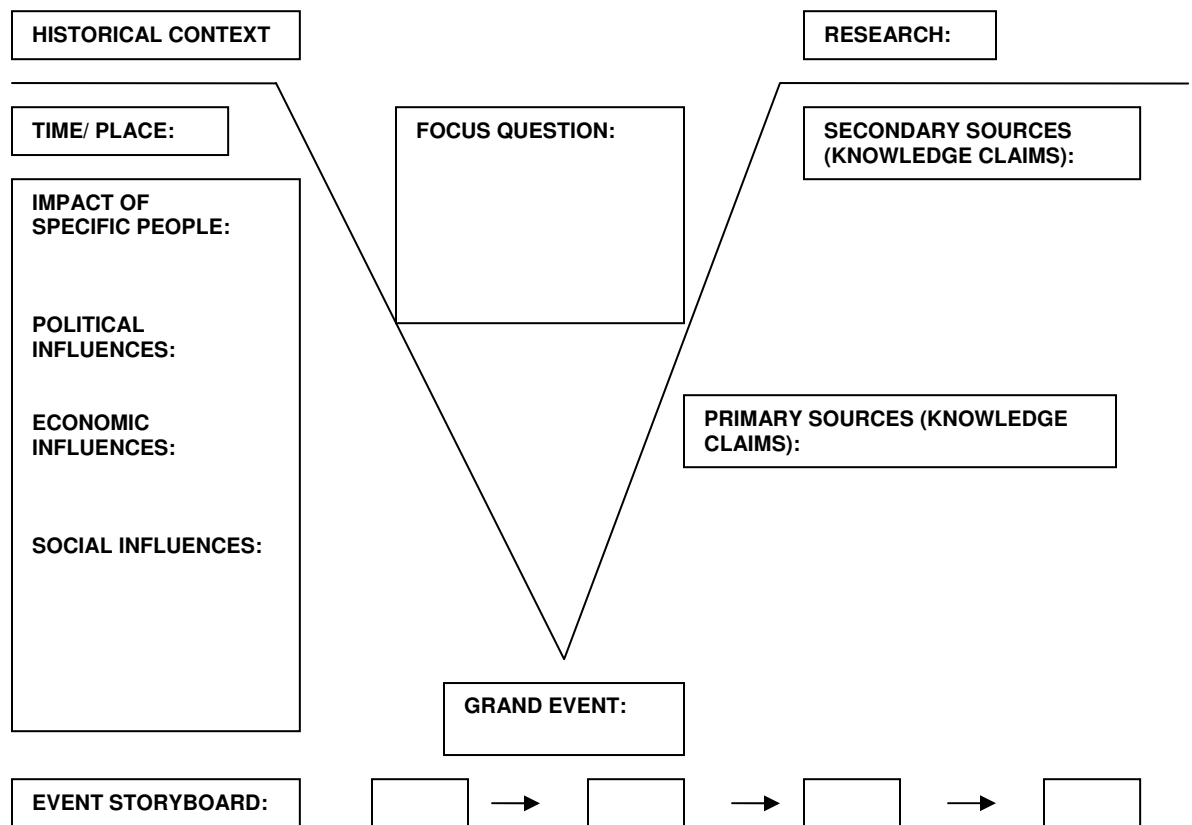 HISTORICAL CONTEXT
RESEARCH:
TIME/ PLACE:
FOCUS QUESTION:
SECONDARY SOURCES
(KNOWLEDGE CLAIMS):
IMPACT OF
SPECIFIC PEOPLE:
POLITICAL
INFLUENCES:
ECONOMIC
INFLUENCES:
PRIMARY SOURCES (KNOWLEDGE
CLAIMS):
SOCIAL INFLUENCES:
GRAND EVENT:
EVENT STORYBOARD: